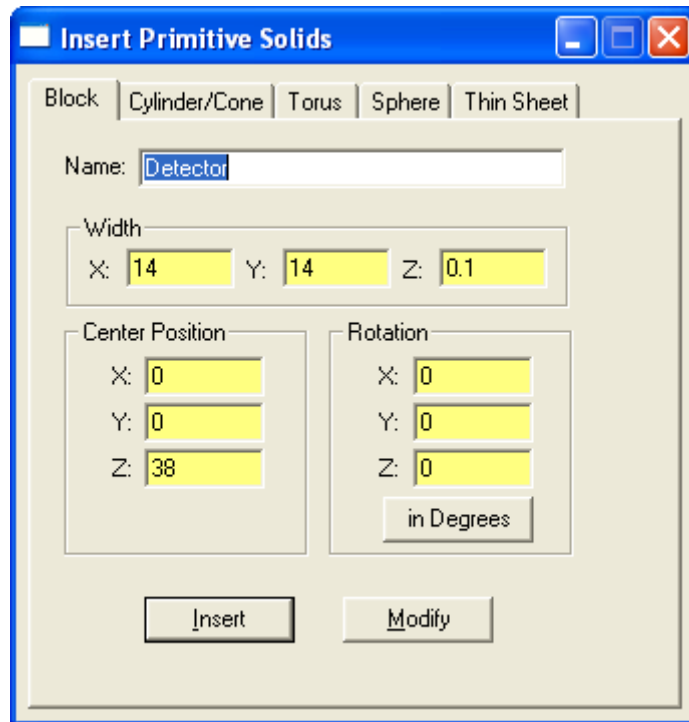 Insert Primitive Solids
Block Cylinder/Cone Torus Sphere Thin Sheet
Name: Detector
Width
X: 14 Y: 14 Z: 0.1
Center Position
X: 0
Y: 0
Z: 38
Rotation
X: 0
Y: 0
Z: 0
in Degrees
Insert Modify